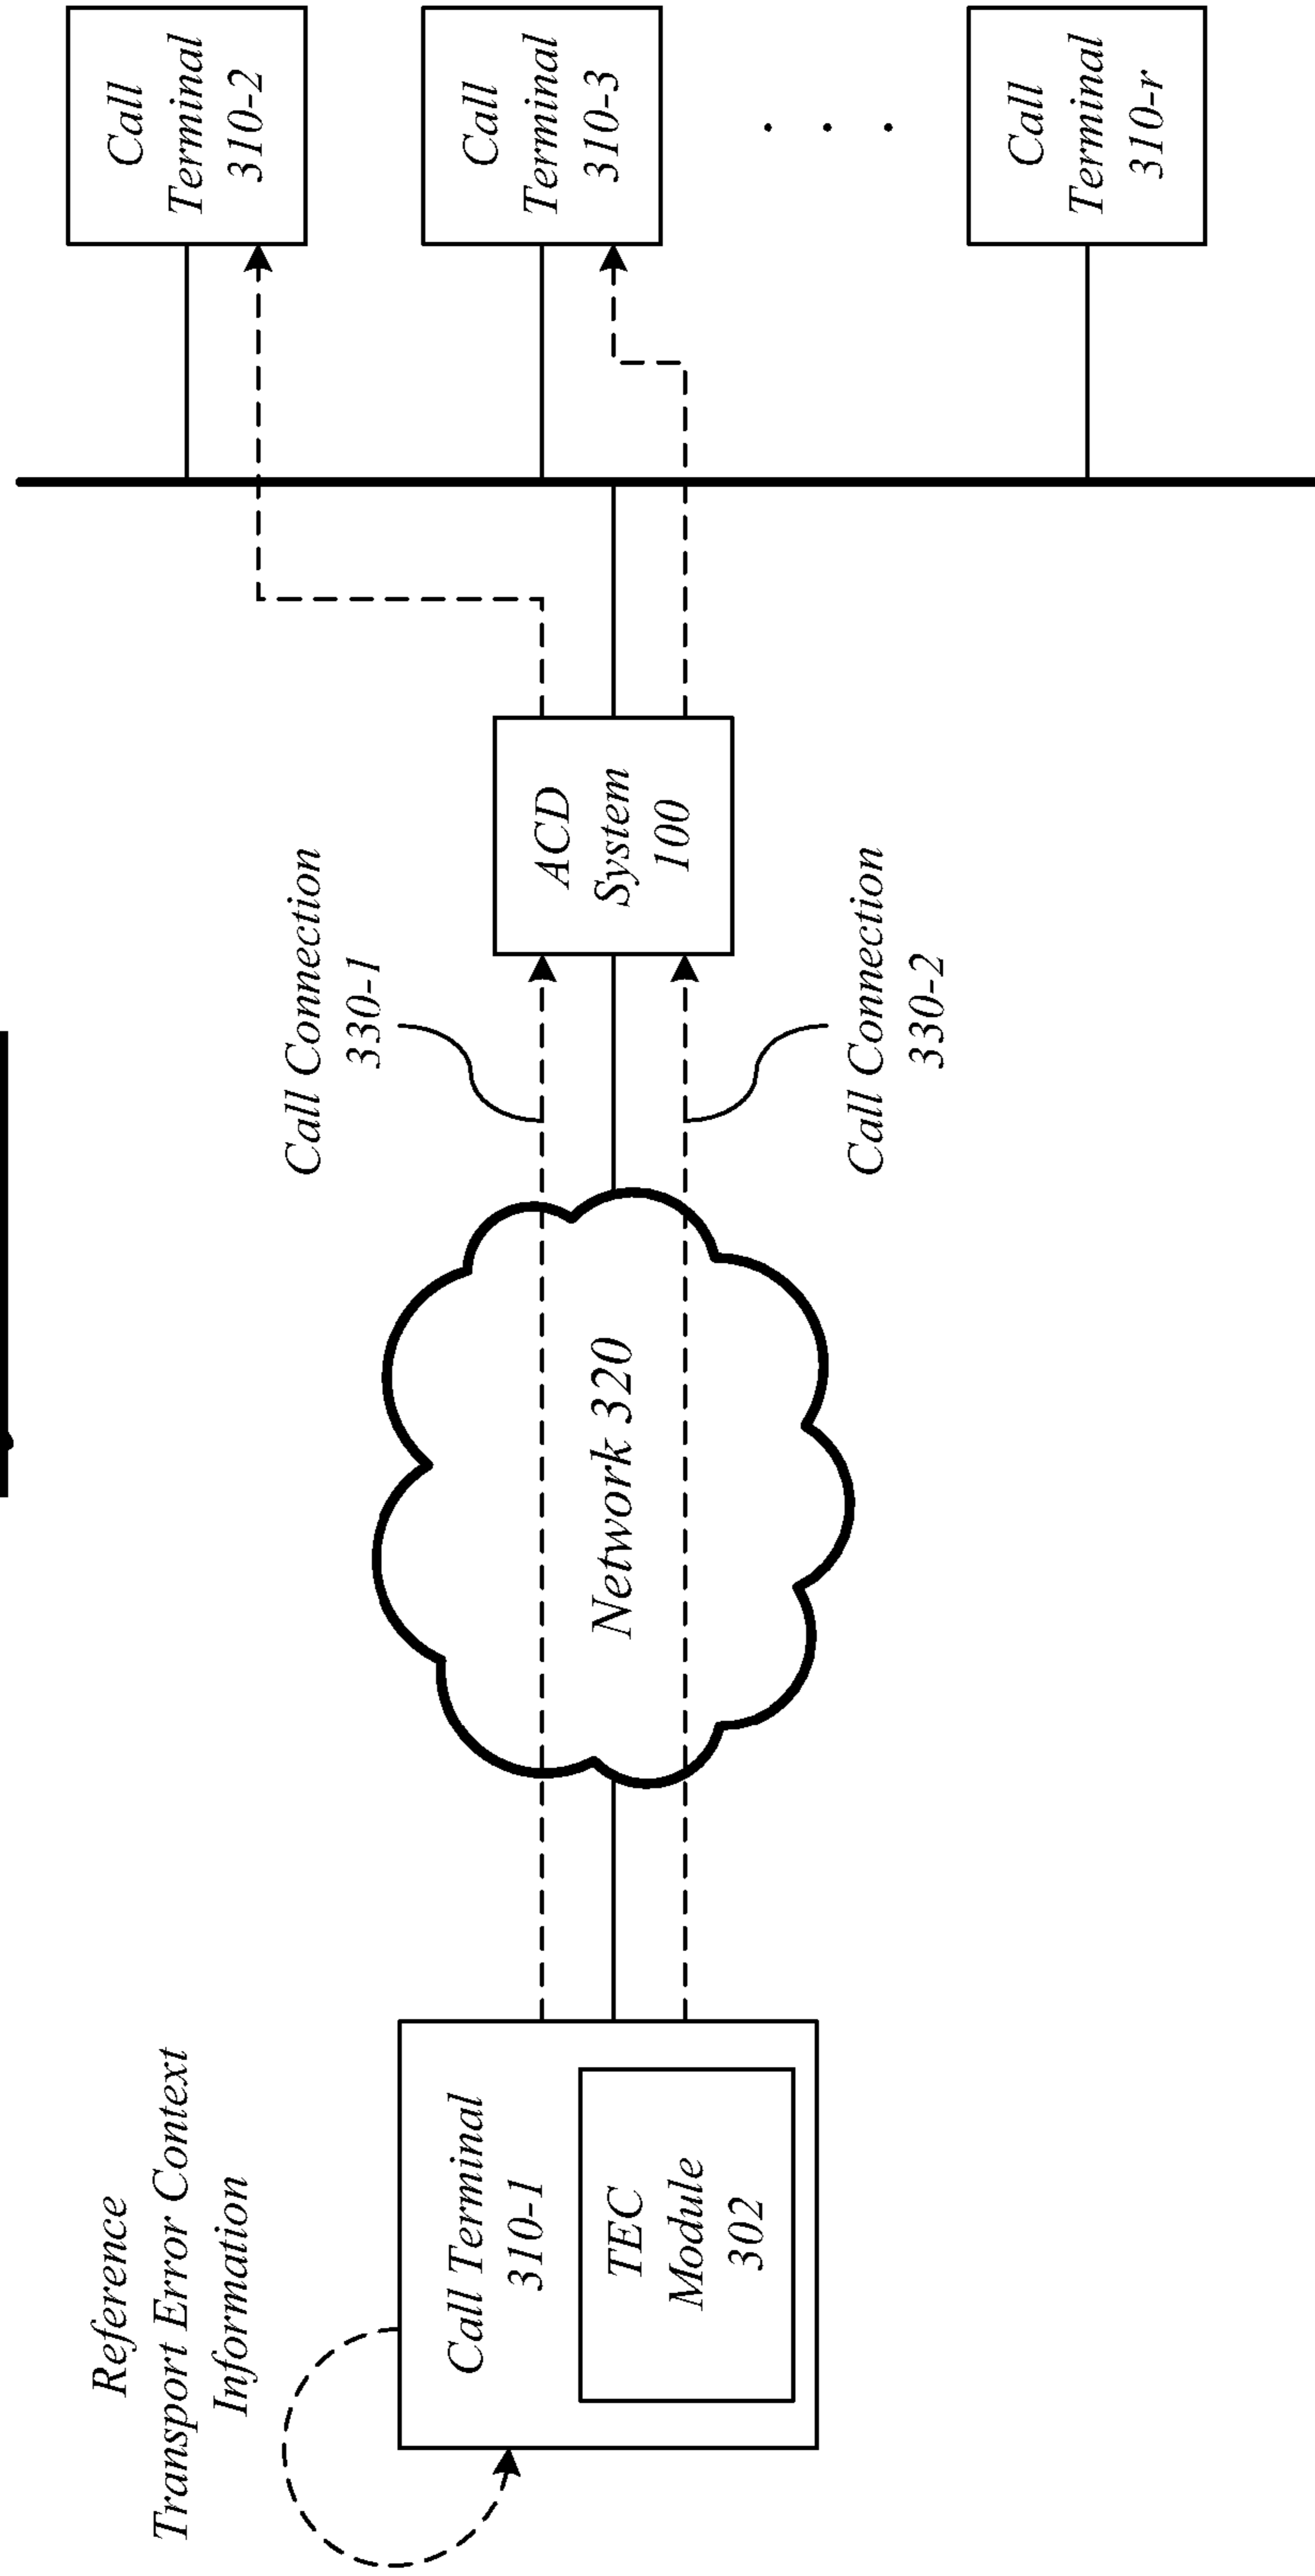 Reference
Transport Error Context
Information
Call Terminal
310-1
TEC
Module
302
Network 320
Call Connection
330-1
Call Connection
330-2
ACD
System
100
Call
Terminal
310-2
Call
Terminal
310-3
. . .
Call
Terminal
310-r